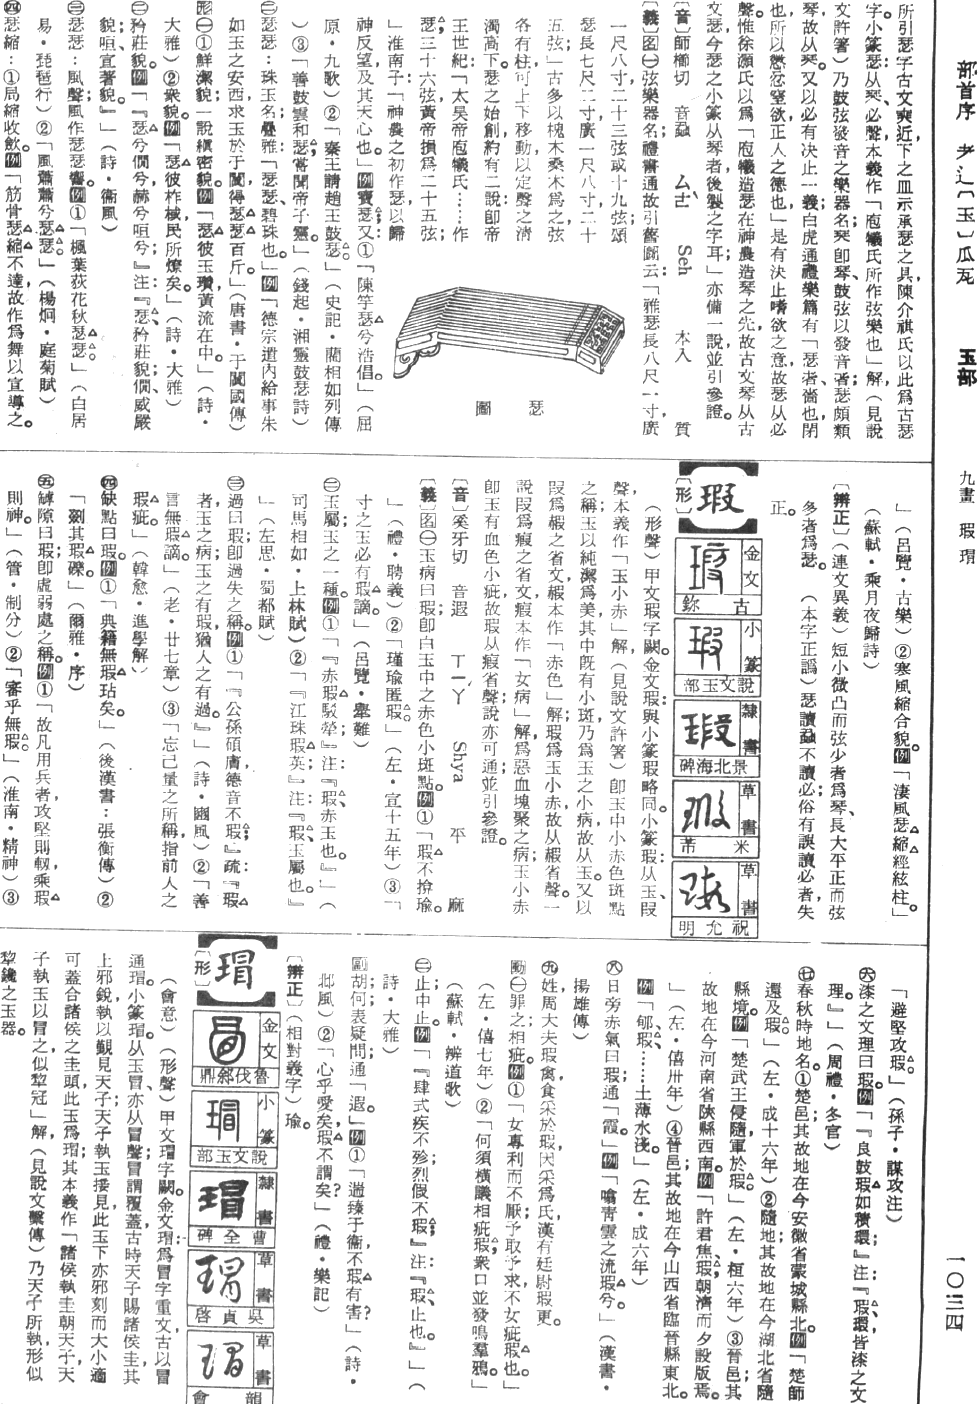 部首序 玉部 九畫 瑕 瑁 一〇三四
所引瑟字古文奭近下之皿示承瑟之具陳介祺氏以此爲古瑟
字。小篆瑟从珡必聲本義作「庖犧氏所作弦樂也」解(見說
文許箸)乃鼓弦發音之樂器名珡卽琴鼓弦以發音者瑟頗類
琴故从珡。又以必有决止一義白虎通禮樂篇有「瑟者嗇也閉
也所以懲忿窒欲正人之德也」是有決止嗜欲之意故瑟从必
聲。惟徐灝氏以爲「庖犧造瑟在神農造琴之先故古文琴从古
文瑟今瑟之小篆从琴者後製之字耳」亦備一說並引參證。
〔音〕師櫛切 音蝨 ㄙㄜ Seh 本入 質
〔義〕名㊀弦樂器名禮書通故引舊圖云「雅瑟長八尺一寸廣
一尺八寸二十三弦或十九弦頌
瑟長七尺二寸廣一尺八寸二十
五弦」古多以槐木桑木爲之弦
各有柱可上下移動以定聲之清
濁高下。瑟之始創約有二說卽帝
王世紀「大昊帝庖犧氏……作
瑟三十六弦黃帝損爲二十五弦
」淮南子「神農之初作瑟以歸
神反望及其天心也」例寶瑟又①「陳竽瑟兮浩倡」(屈
原・九歌)②「秦王請趙王鼓瑟」(史記・藺相如列傳
)③「善鼓雲和瑟常聞帝子靈」(錢起・湘靈鼓瑟詩)
㊁瑟瑟:珠玉名疊雅「瑟瑟碧珠也」例「德宗遣內給事朱
如玉之安西求玉於于闐得瑟瑟百斤」(唐書・于闐國傳)
形㊀①鮮潔貌一說縝密貌例「瑟彼玉瓚黃流在中」(詩・
大雅)②衆貌例「瑟彼柞棫民所燎矣」(詩・大雅)
㊁矜莊貌例「『瑟兮僩兮赫兮咺兮』注:『瑟矜莊貌僩威嚴
貌咺宣著貌』」(詩・衞風)
㊂瑟瑟:風聲風作瑟瑟響例①「楓葉荻花秋瑟瑟」(白居
易・琵琶行)②「風蕭蕭兮瑟瑟」(楊炯・庭菊賦)
㊃瑟縮:①局縮收斂例「筋骨瑟縮不達故作爲舞以宣導之
瑟圖
」(呂覽・古樂)②寒風縮合貌例「淒風瑟縮經絃柱」
(蘇軾・乘月夜歸詩)
〔辨正〕(連文異義)短小微凸而弦少者爲琴長大平正而弦
多者爲瑟。 (本字正譌)瑟讀蝨不讀必俗有誤讀必者失
正。
瑕
〔形〕
金文 古鉨
小篆 說文玉部
隸書 景北海碑
草書 米芾
草書 祝允明
(形聲)甲文瑕字闕。金文瑕與小篆瑕略同。小篆瑕从玉叚
聲本義作「玉小赤」解(見說文許箸)卽玉中小赤色斑點
之稱玉以純潔爲美其中旣有小斑乃爲玉之小病故从玉。又以
叚爲椵之省文椵本作「赤色」解瑕爲玉小赤故从椵省聲。一
說叚爲瘕之省文瘕本作「女病」解爲惡血塊聚之病玉小赤
卽玉有血色小疵故瑕从瘕省聲說亦可通並引參證。
〔音〕奚牙切 音遐 ㄒㄧㄚ Shya 平 麻
〔義〕名㊀玉病曰瑕卽白玉中之赤色小斑點例①「瑕不揜瑜
」(禮・聘義)②「瑾瑜匿瑕」(左・宣十五年)③「
寸之玉必有瑕讁」(呂覽・舉難)
㊁玉屬玉之一種例①「『赤瑕駁犖』注:『瑕、赤玉也』」(
司馬相如・上林賦)②「『江珠瑕英』注:『瑕、玉屬也』
」(左思・蜀都賦)
㊂過曰瑕卽過失之稱例①「『公孫碩膚德音不瑕』疏:『瑕
者玉之病玉之有瑕猶人之有過』」(詩・豳風)②「善
言無瑕讁」(老・廿七章)③「忘己量之所稱指前人之
瑕疵」(韓愈・進學解)
㊃缺點曰瑕例①「典籍無瑕玷矣」(後漢書:張衡傳)②
「剟其瑕礫」(爾雅・序)
㊄罅隙曰瑕卽虛弱處之稱例①「故凡用兵者攻堅則軔乘瑕
則神」(管・制分)②「審乎無瑕」(淮南・精神)③
「避堅攻瑕」(孫子・謀攻注)
㊅漆之文理曰瑕例「『良鼓瑕如積環』注:『瑕環皆漆之文
理』」(周禮・冬官)
㊆春秋時地名①楚邑其故地在今安徽省蒙城縣北例「楚師
還及瑕」(左・成十六年)②隨地其故地在今湖北省隨
縣境例「楚武王侵隨軍於瑕」(左・桓六年)③晉邑其
故地在今河南省陝縣西南例「許君焦瑕朝濟而夕設版焉
」(左・僖卅年)④晉邑其故地在今山西省臨晉縣東北。
例「郇瑕……土薄水淺」(左・成六年)
㊇日旁赤氣曰瑕通「霞」例「噏靑雲之流瑕兮」(漢書・
揚雄傳)
㊈姓周大夫瑕禽食采於瑕因采爲氏漢有廷尉瑕更。
動㊀罪之相疵例①「女專利而不厭予取予求不女疵瑕也」
(左・僖七年)②「何須橫議相疵瑕衆口並發鳴羣鴉」
(蘇軾・辨道歌)
㊁止中止例「『肆戎疾不殄烈假不瑕』注:『瑕、止也』」(
詩・大雅)
副胡何表疑問通「遐」例①「遄臻于衞不瑕有害?」(詩・
邶風)②「心乎愛矣瑕不謂矣?」(禮・樂記)
〔辨正〕(相對義字)瑜。
瑁
〔形〕
金文 魯伐郐鼎
小篆 說文玉部
隸書 曹全碑
草書 吳貞啓
草書 韻會
(會意)(形聲)甲文瑁字闕。金文瑁爲冒字重文古以冒
通瑁。小篆瑁从玉冒亦从冒聲冒謂覆蓋古時天子賜諸侯圭其
上邪銳執以覲見天子天子執玉接見此玉下亦邪刻而大小適
可蓋合諸侯之圭頭此玉爲瑁其本義作「諸侯執圭朝天子天
子執玉以冒之似犂冠」解(見說文繫傳)乃天子所執形似
犂鑱之玉器。